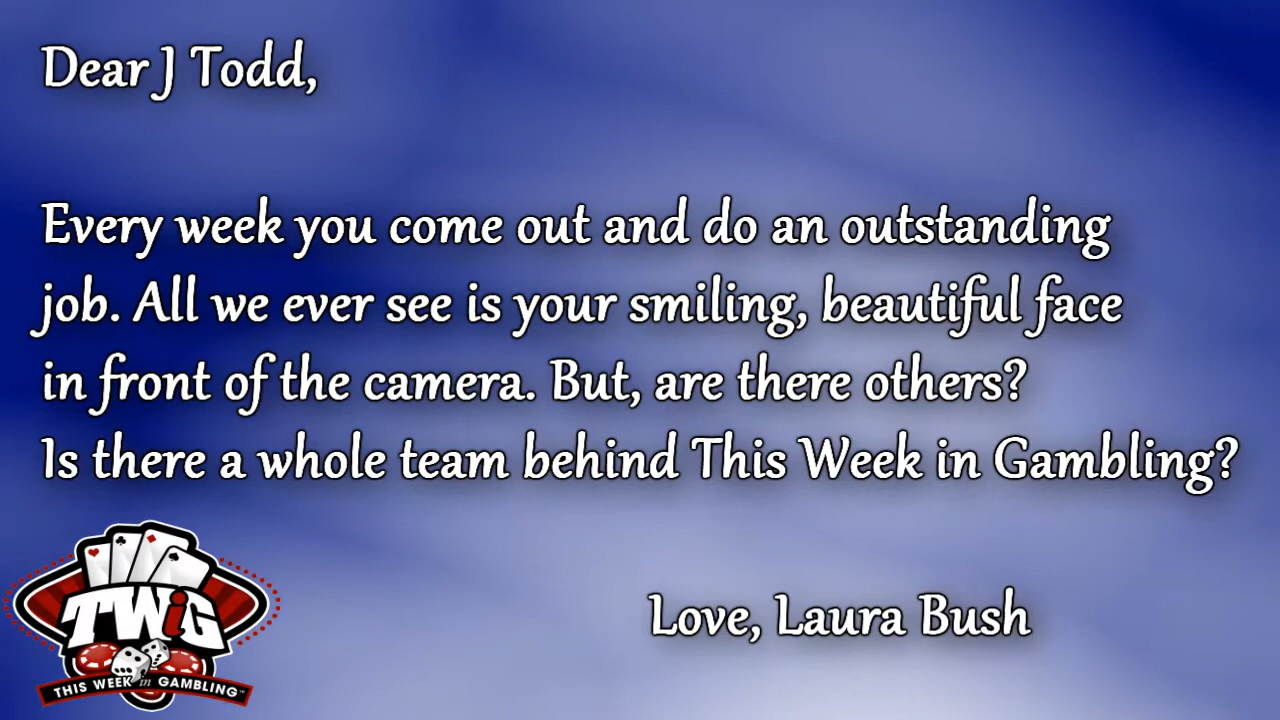 Dear J Todd,
Every week you come out and do an outstanding
job. All we ever see is your smiling, beautiful face
in front of the camera. But, are there others?
Is there a whole team behind This Week in Gambling?
Love, Laura Bush
TWiG
THIS WEEK in GAMBLING™